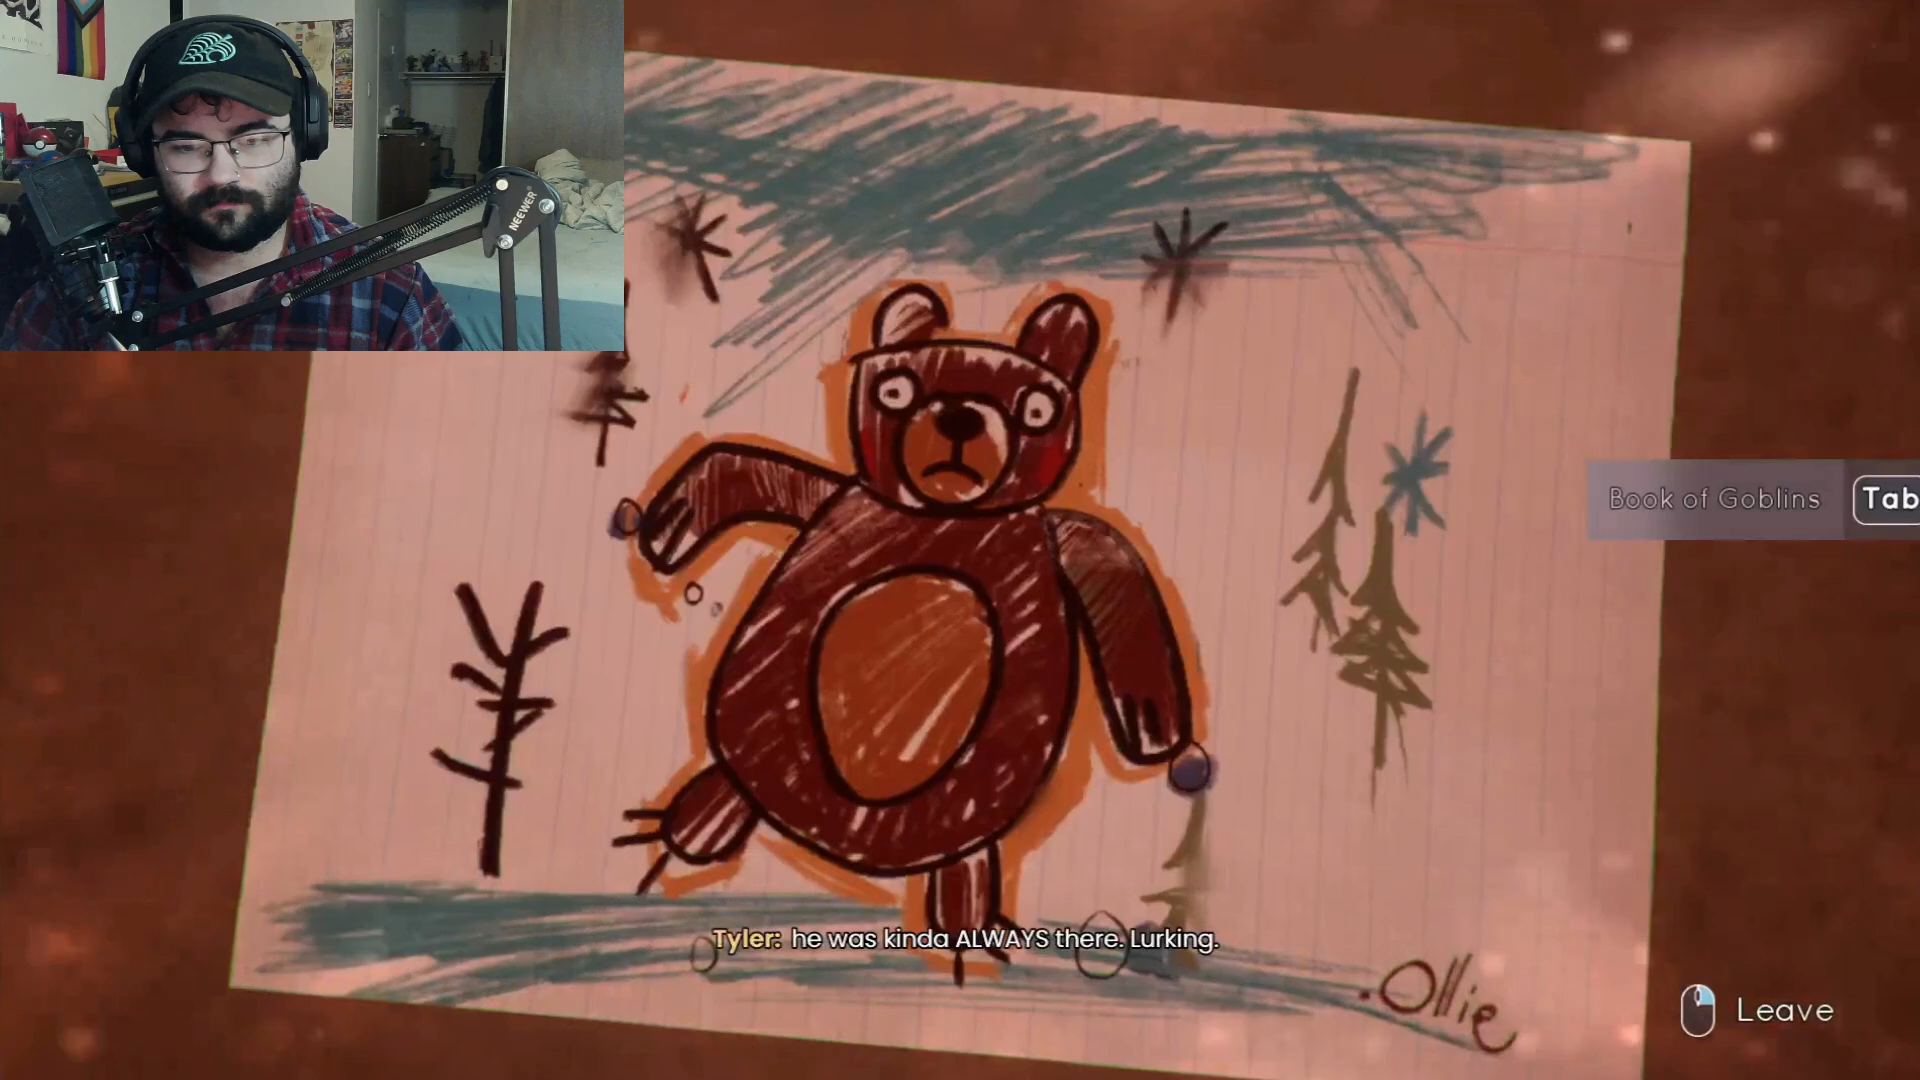 NEEWER
Book of Goblins
Tab
Tyler: he was kinda ALWAYS there. Lurking.
.Ollie
Leave